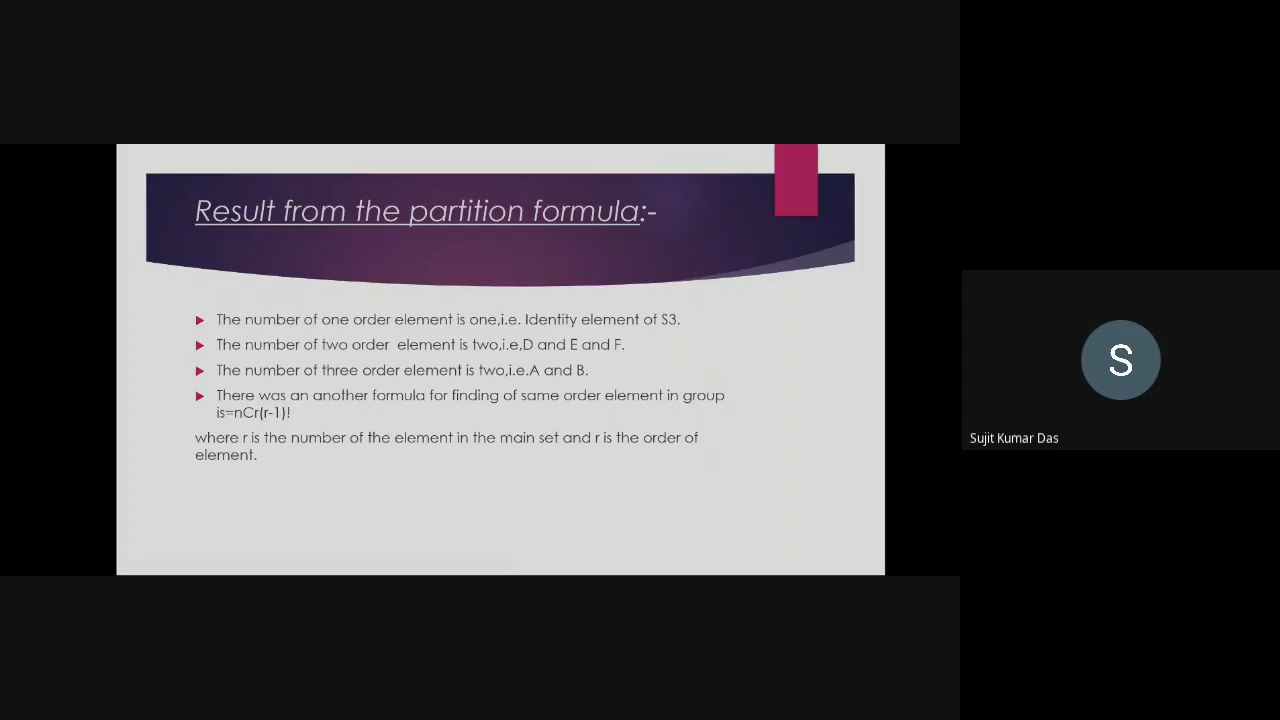 Result from the partition formula:-
The number of one order element is one,i.e. Identity element of S3.
The number of two order  element is two,i.e,D and E and F.
The number of three order element is two,i.e.A and B.
There was an another formula for finding of same order element in group
is=nCr(r-1)!
where r is the number of the element in the main set and r is the order of
element.
S
Sujit Kumar Das